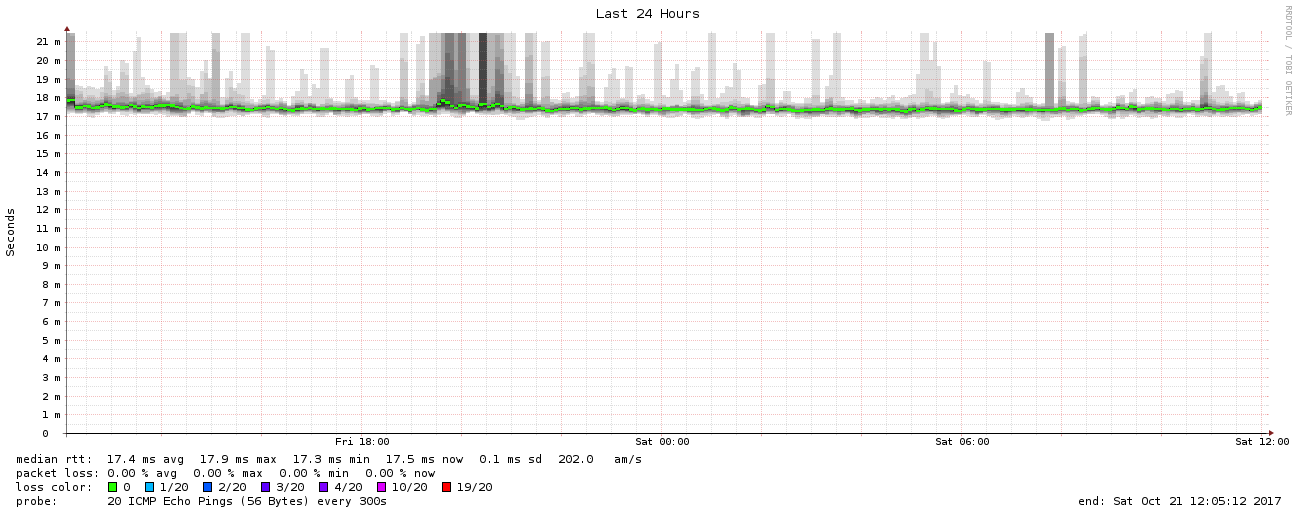 Last 24 Hours
RRDTOOL / TOBI OETIKER
Seconds
21 m
20 m
19 m
18 m
17 m
16 m
15 m
14 m
13 m
12 m
11 m
10 m
9 m
8 m
7 m
6 m
5 m
4 m
3 m
2 m
1 m
0
Fri 18:00 Sat 00:00 Sat 06:00 Sat 12:00
median rtt: 17.4 ms avg 17.9 ms max 17.3 ms min 17.5 ms now 0.1 ms sd 202.0 am/s
packet loss: 0.00 % avg 0.00 % max 0.00 % min 0.00 % now
loss color: 0 1/20 2/20 3/20 4/20 10/20 19/20
probe: 20 ICMP Echo Pings (56 Bytes) every 300s end: Sat Oct 21 12:05:12 2017